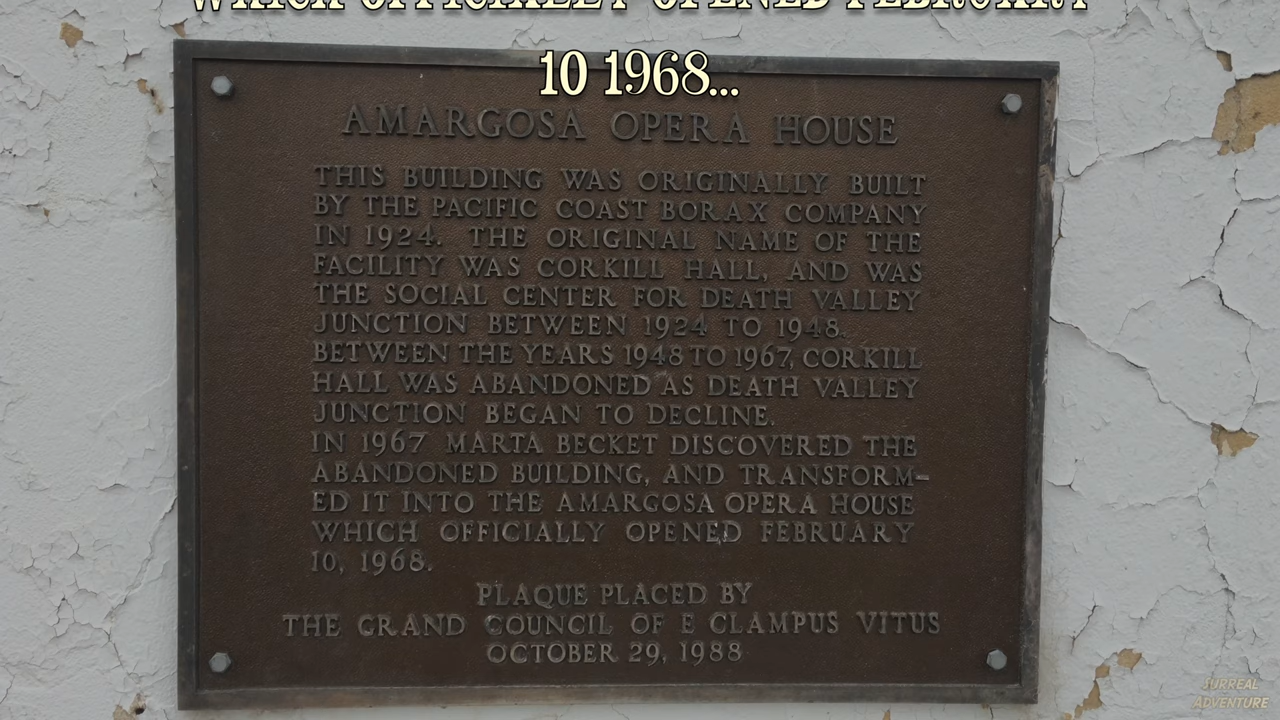 WHICH OFFICIALLY OPENED FEBRUARY
10 1968...
AMARGOSA OPERA HOUSE
THIS BUILDING WAS ORIGINALLY BUILT
BY THE PACIFIC COAST BORAX COMPANY
IN 1924. THE ORIGINAL NAME OF THE
FACILITY WAS CORKILL HALL, AND WAS
THE SOCIAL CENTER FOR DEATH VALLEY
JUNCTION BETWEEN 1924 TO 1948.
BETWEEN THE YEARS 1948 TO 1967, CORKILL
HALL WAS ABANDONED AS DEATH VALLEY
JUNCTION BEGAN TO DECLINE.
IN 1967 MARTA BECKET DISCOVERED THE
ABANDONED BUILDING, AND TRANSFORM-
ED IT INTO THE AMARGOSA OPERA HOUSE
WHICH OFFICIALLY OPENED FEBRUARY
10, 1968.
PLAQUE PLACED BY
THE GRAND COUNCIL OF E CLAMPUS VITUS
OCTOBER 29, 1988
SURREAL
ADVENTURE